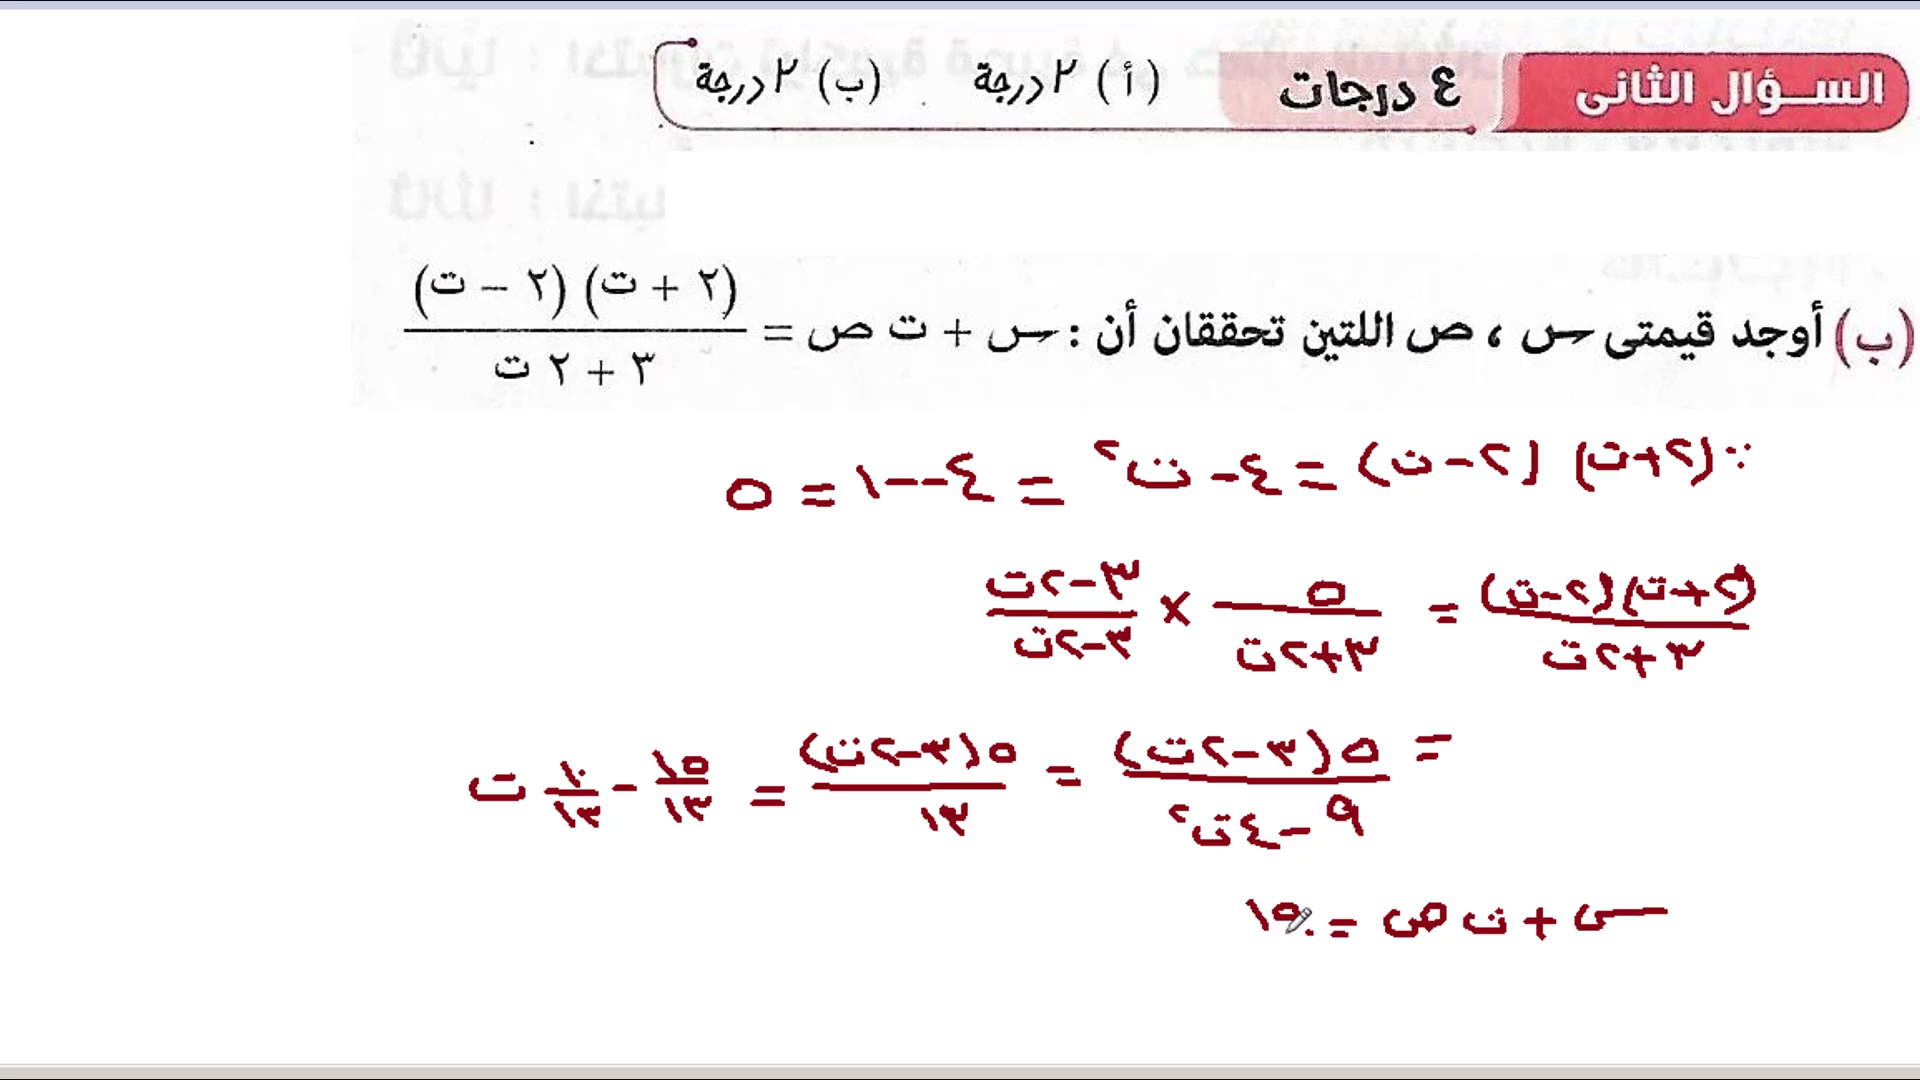 السؤال الثانى ٤ درجات (أ) ٢ درجة (ب) ٢ درجة
(ب) أوجد قيمتى س ، ص اللتين تحققان أن : س + ت ص = (٢ + ت) (٢ – ت) / ٣ + ٢ ت
∵ (٢+ت) (٢-ت) = ٤ - ت٢ = ٤--١ = ٥
(٢+ت)(٢-ت) / ٣+٢ت = ٥ / ٣+٢ت × ٣-٢ت / ٣-٢ت
= ٥(٣-٢ت) / ٩-٤ت٢ = ٥(٣-٢ت) / ١٣ = ١٥/١٣ - ١٠/١٣ ت
س + ت ص = ١٥